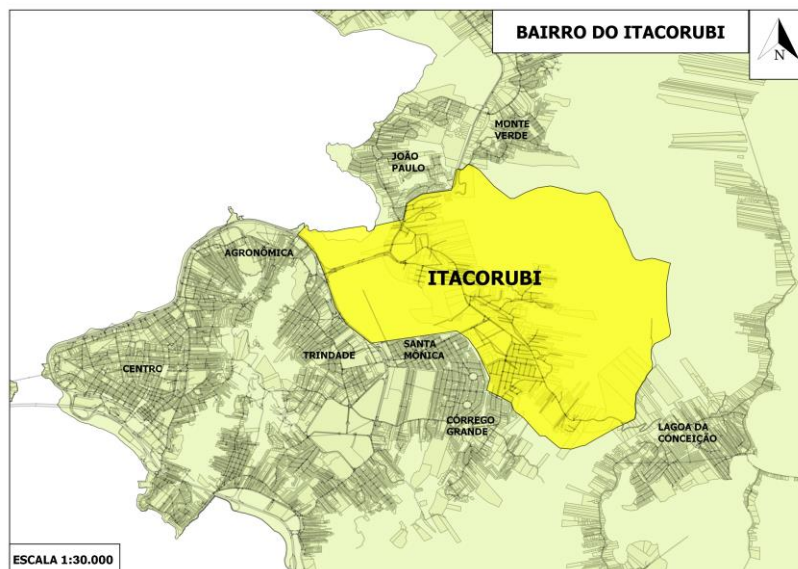 BAIRRO DO ITACORUBI
N
MONTE
VERDE
JOÃO
PAULO
AGRONÔMICA
ITACORUBI
SANTA
MÔNICA
TRINDADE
CENTRO
CÓRREGO
GRANDE
LAGOA DA
CONCEIÇÃO
ESCALA 1:30.000